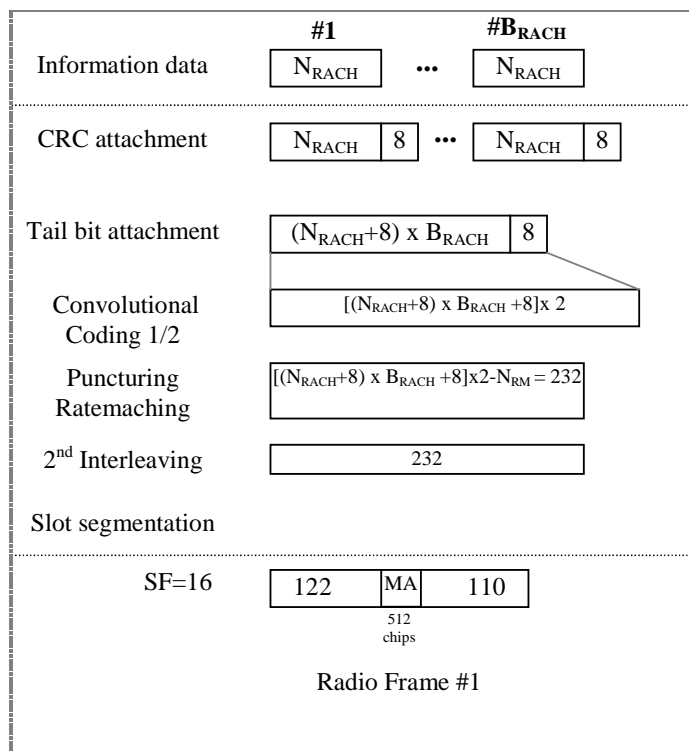 #1 #B_RACH
Information data N_RACH ... N_RACH
CRC attachment N_RACH 8 ... N_RACH 8
Tail bit attachment (N_RACH+8) x B_RACH 8
Convolutional
Coding 1/2
[(N_RACH+8) x B_RACH +8]x 2
Puncturing
Ratemaching
[(N_RACH+8) x B_RACH +8]x2-N_RM = 232
2nd Interleaving 232
Slot segmentation
SF=16 122 MA 110
512
chips
Radio Frame #1